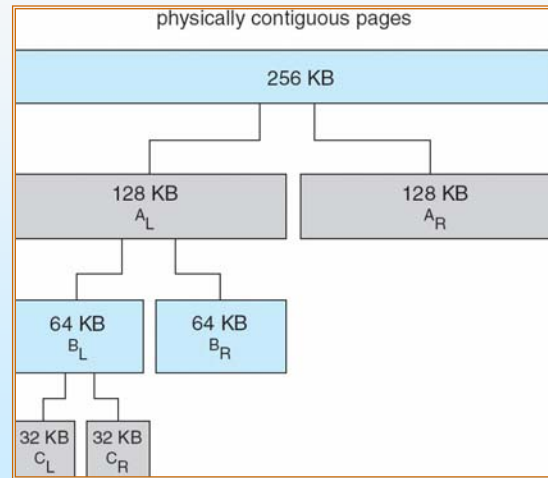 physically contiguous pages
256 KB
128 KB 128 KB
AL AR
64 KB 64 KB
BL BR
32 KB 32 KB
CL CR